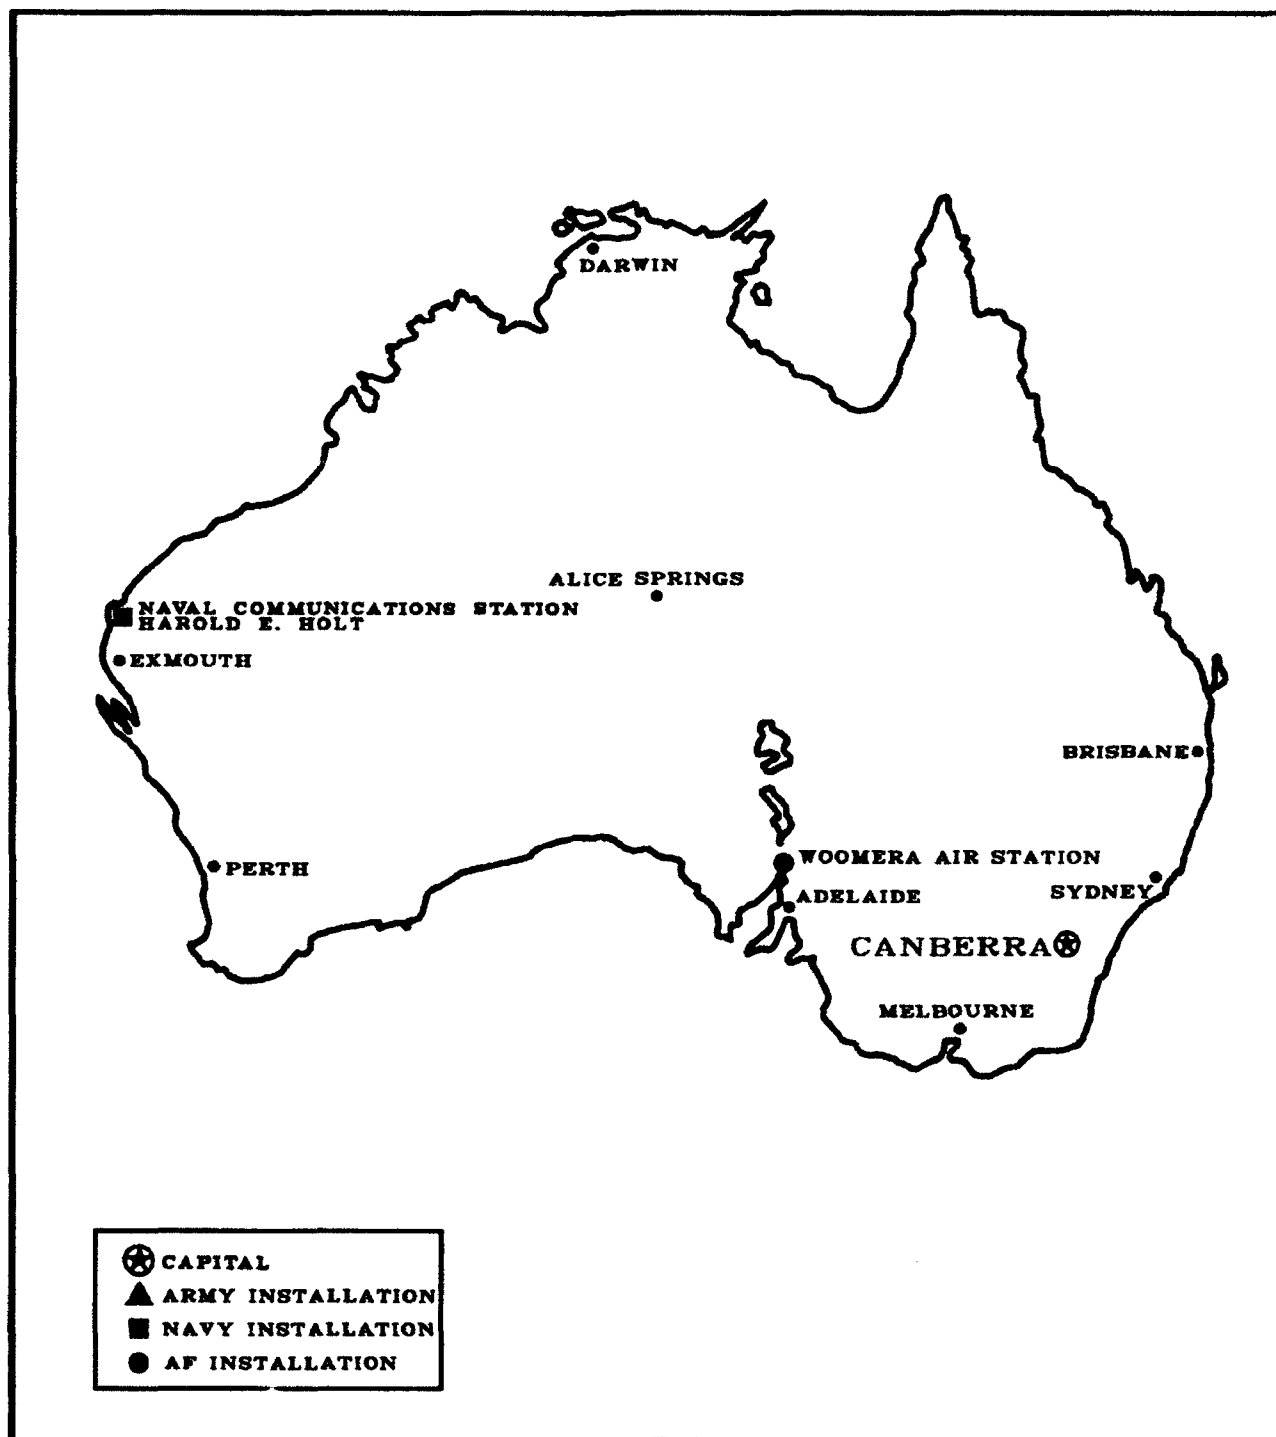 DARWIN
ALICE SPRINGS
NAVAL COMMUNICATIONS STATION
HAROLD E. HOLT
EXMOUTH
BRISBANE
WOOMERA AIR STATION
PERTH
SYDNEY
ADELAIDE
CANBERRA
MELBOURNE
CAPITAL
ARMY INSTALLATION
NAVY INSTALLATION
AF INSTALLATION